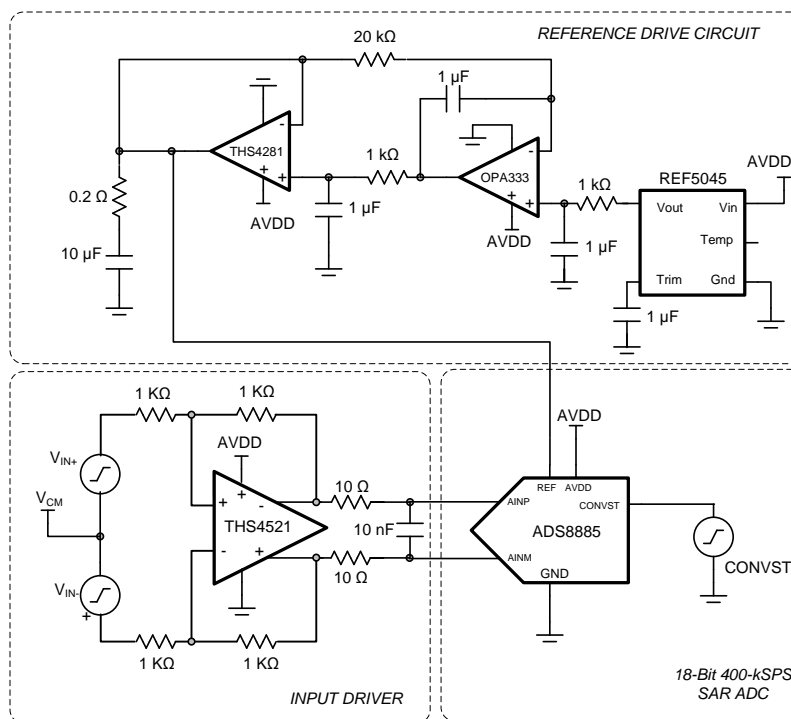 REFERENCE DRIVE CIRCUIT
20 kΩ
1 µF
-
THS4281
+
+
AVDD
1 kΩ
1 µF
-
OPA333
+
+
AVDD
1 kΩ
1 µF
REF5045
AVDD
Vout
Vin
Temp
Trim
Gnd
1 µF
0.2 Ω
10 µF
1 KΩ
1 KΩ
AVDD
VIN+
VCM
VIN-
+
+
+
-
-
+
THS4521
10 Ω
10 nF
10 Ω
1 KΩ
1 KΩ
INPUT DRIVER
AVDD
REF
AVDD
CONVST
AINP
ADS8885
AINM
GND
CONVST
18-Bit 400-kSPS
SAR ADC